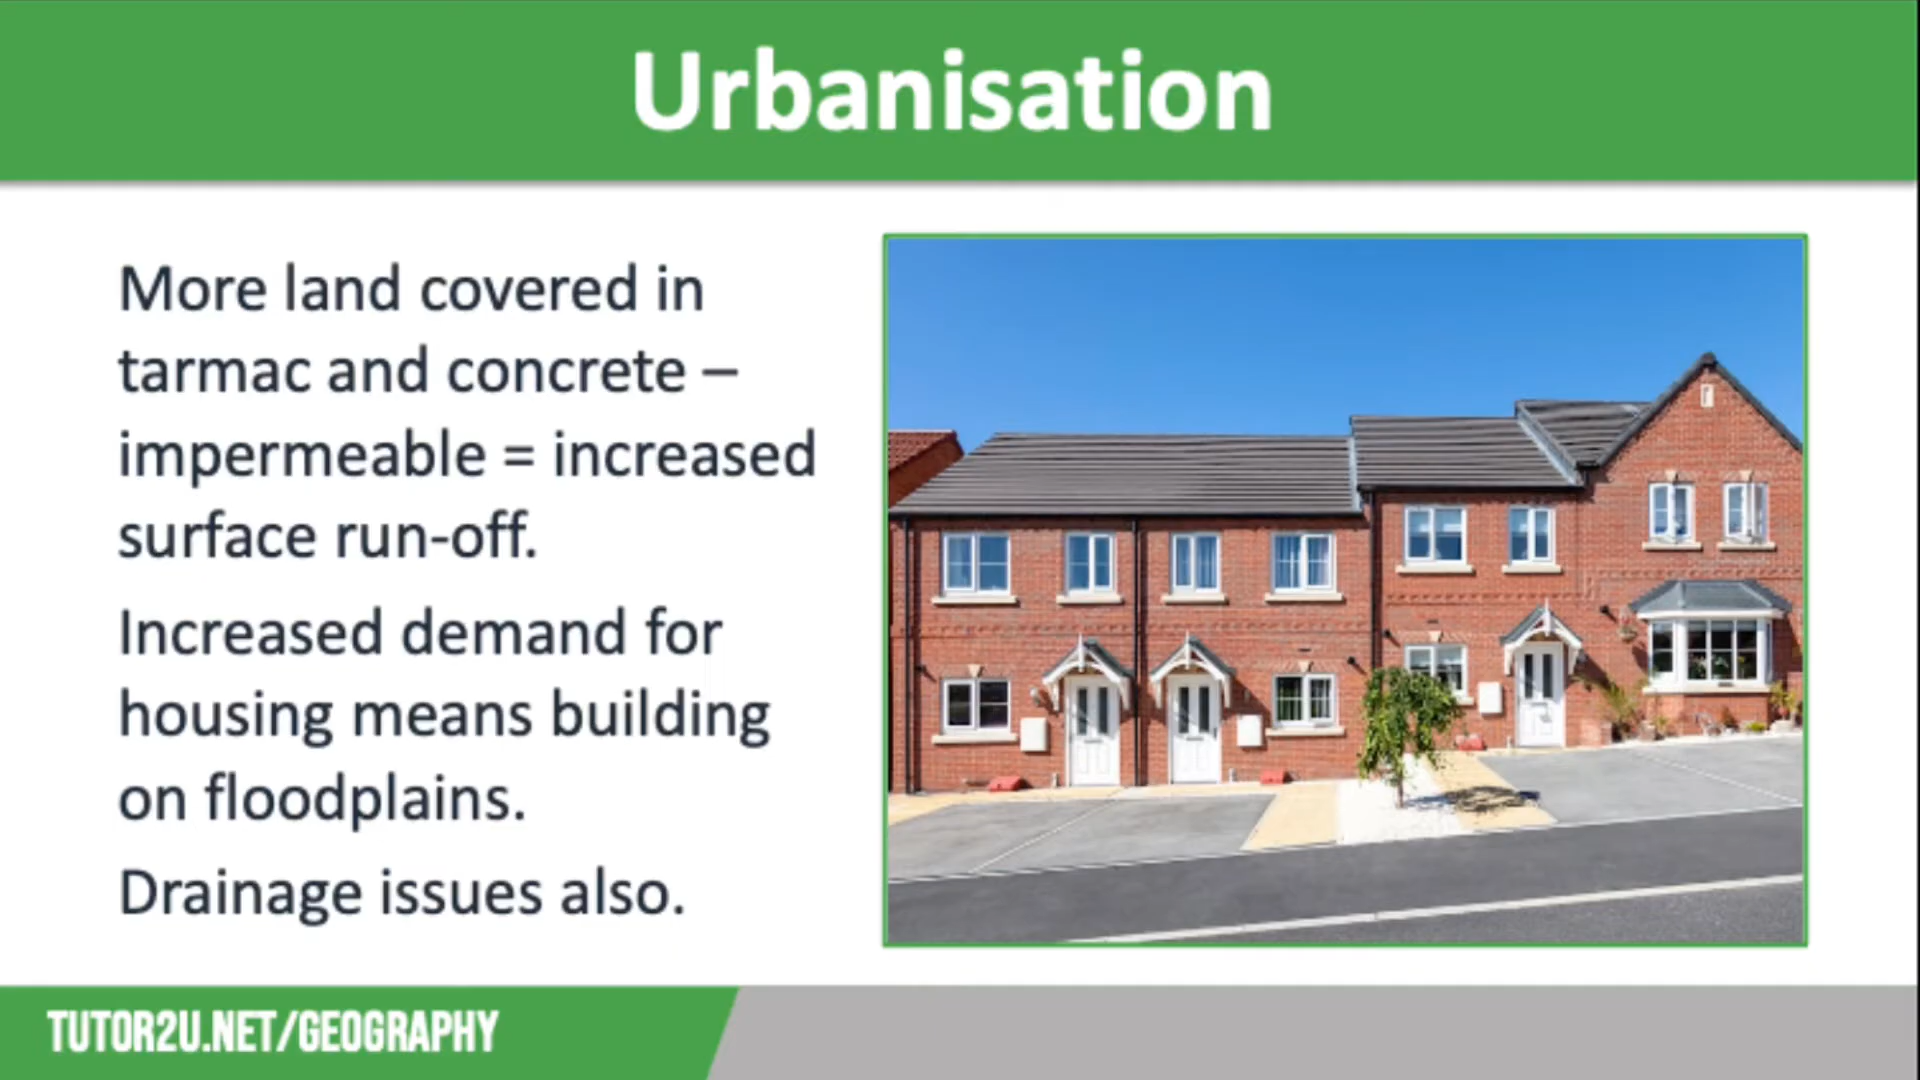 Urbanisation
More land covered in
tarmac and concrete –
impermeable = increased
surface run-off.
Increased demand for
housing means building
on floodplains.
Drainage issues also.
TUTOR2U.NET/GEOGRAPHY